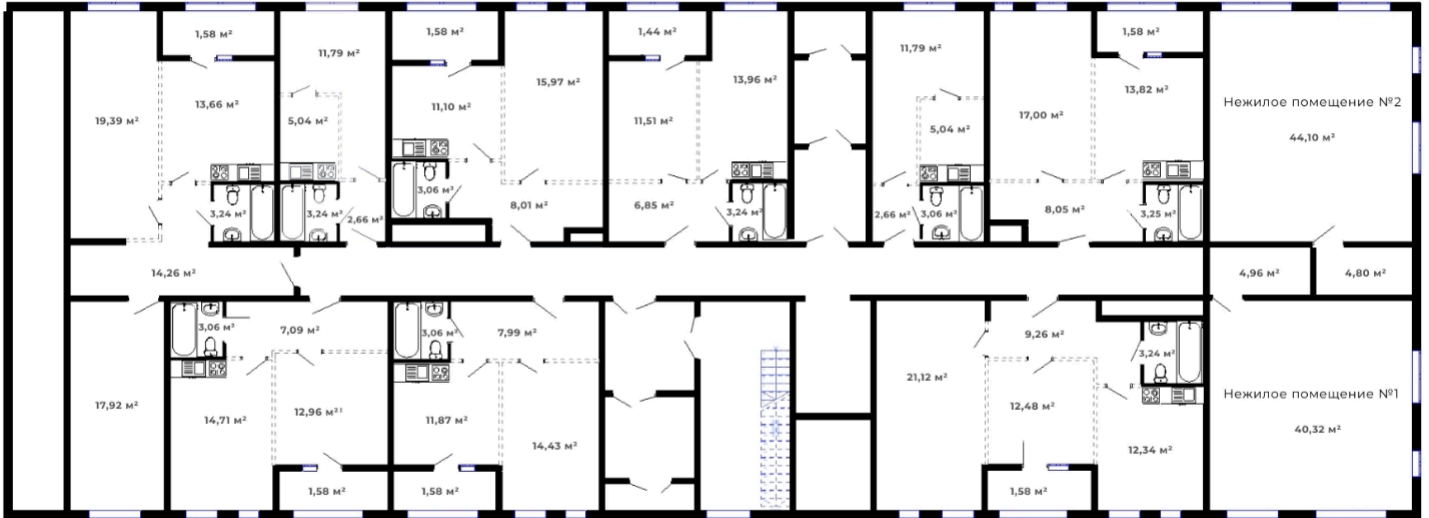 1,58 м²
1,58 м²
1,44 м²
1,58 м²
11,79 м²
11,79 м²
15,97 м²
13,96 м²
13,82 м²
13,66 м²
11,10 м²
Нежилое помещение №2
19,39 м²
5,04 м²
11,51 м²
5,04 м²
17,00 м²
44,10 м²
3,06 м²
3,24 м²
3,24 м²
2,66 м²
8,01 м²
6,85 м²
3,24 м²
2,66 м²
3,06 м²
8,05 м²
3,25 м²
14,26 м²
4,96 м²
4,80 м²
3,06 м²
7,09 м²
3,06 м²
7,99 м²
9,26 м²
3,24 м²
21,12 м²
17,92 м²
14,71 м²
12,96 м²
11,87 м²
14,43 м²
12,48 м²
Нежилое помещение №1
40,32 м²
12,34 м²
1,58 м²
1,58 м²
1,58 м²